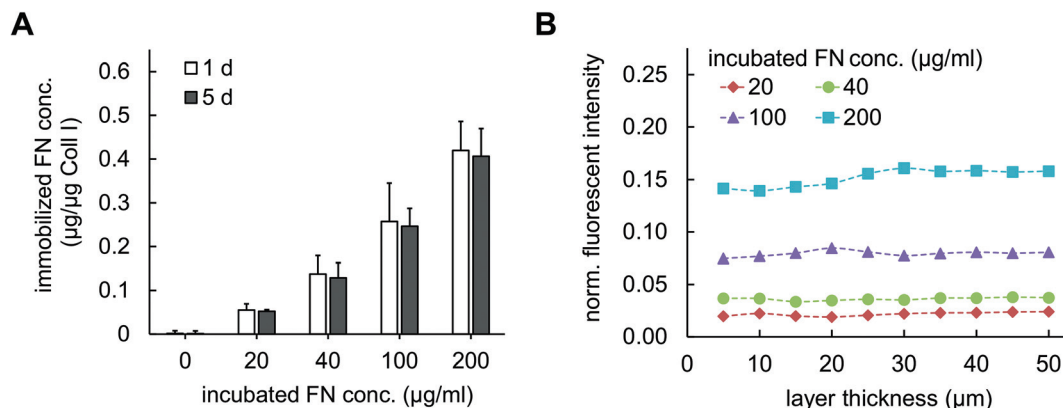 A
immobilized FN conc.
(µg/µg Coll I)
0.6
0.5
0.4
0.3
0.2
0.1
0
1 d
5 d
0 20 40 100 200
incubated FN conc. (µg/ml)
B
norm. fluorescent intensity
0.25
0.20
0.15
0.10
0.05
0.00
incubated FN conc. (µg/ml)
20 40
100 200
0 10 20 30 40 50
layer thickness (µm)